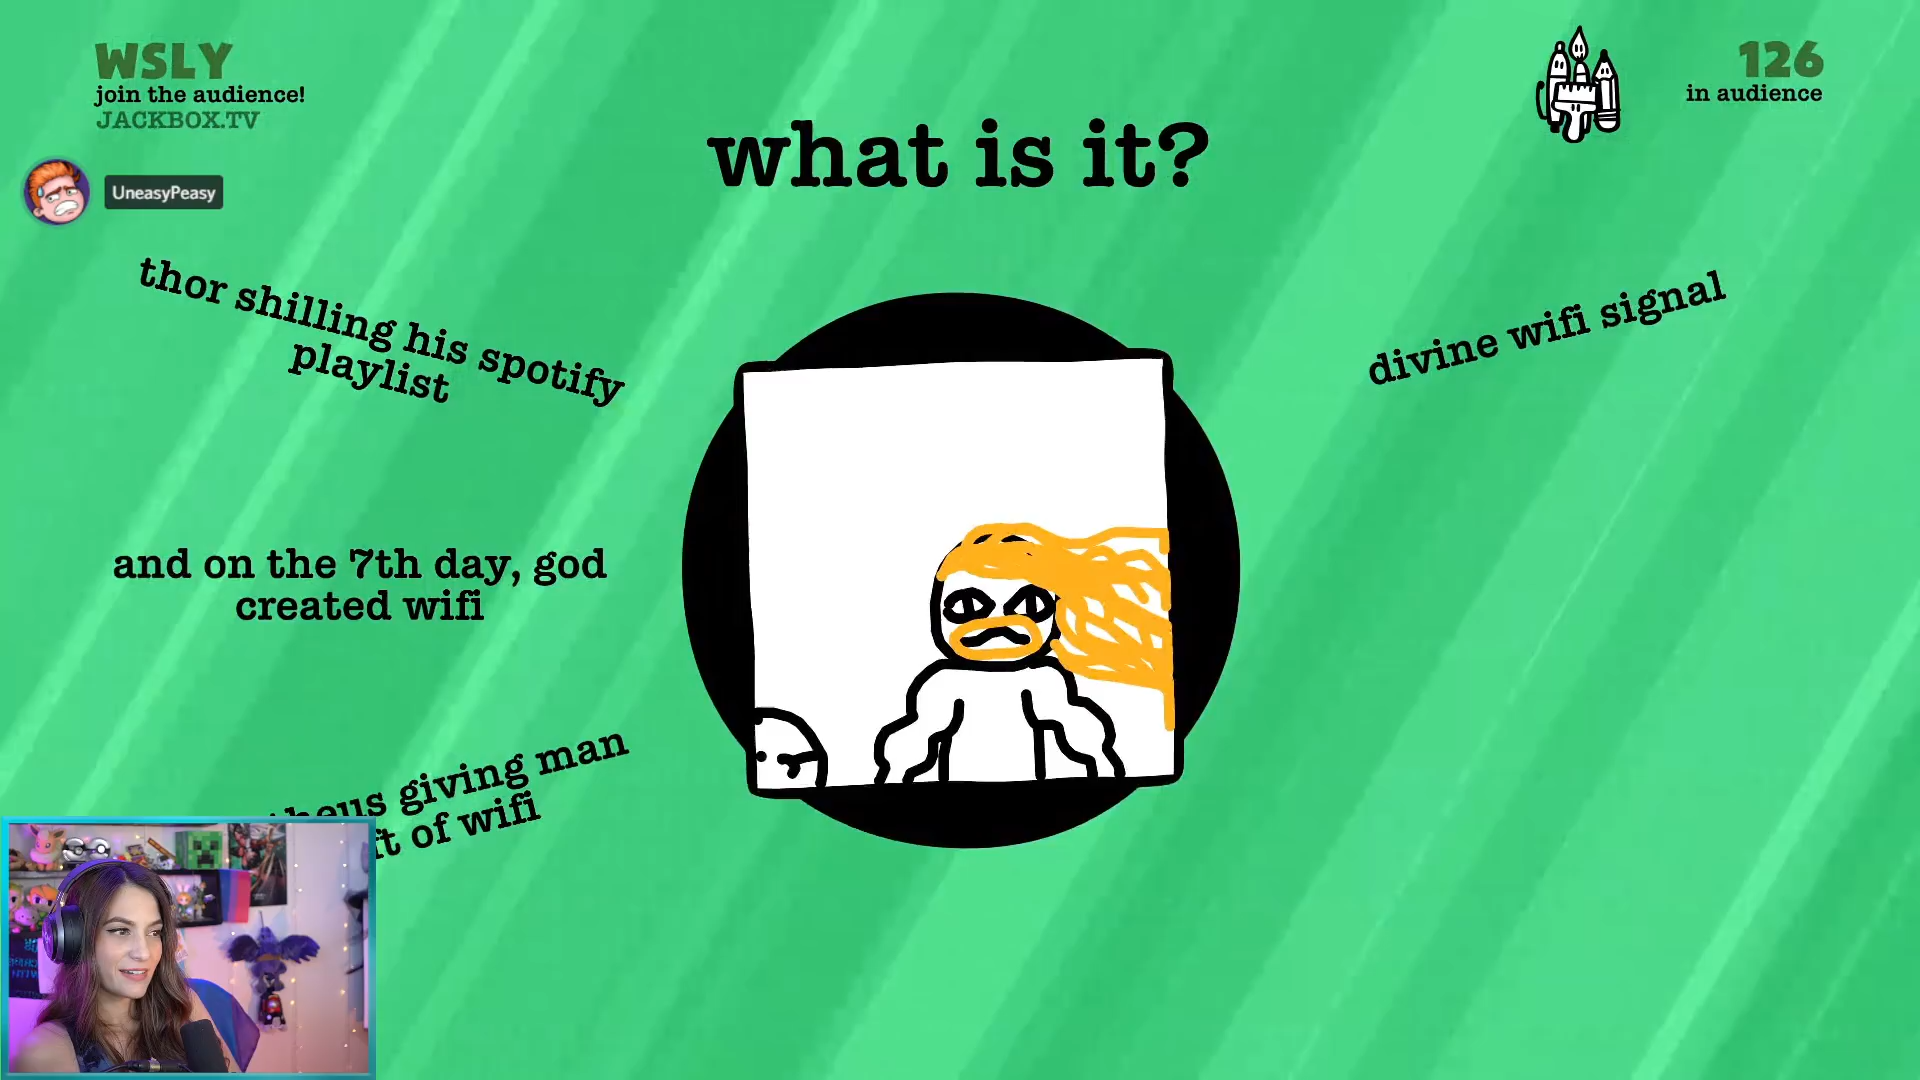 WSLY
join the audience!
JACKBOX.TV
126
in audience
what is it?
UneasyPeasy
thor shilling his spotify
playlist
divine wifi signal
and on the 7th day, god
created wifi
giving man
of wifi